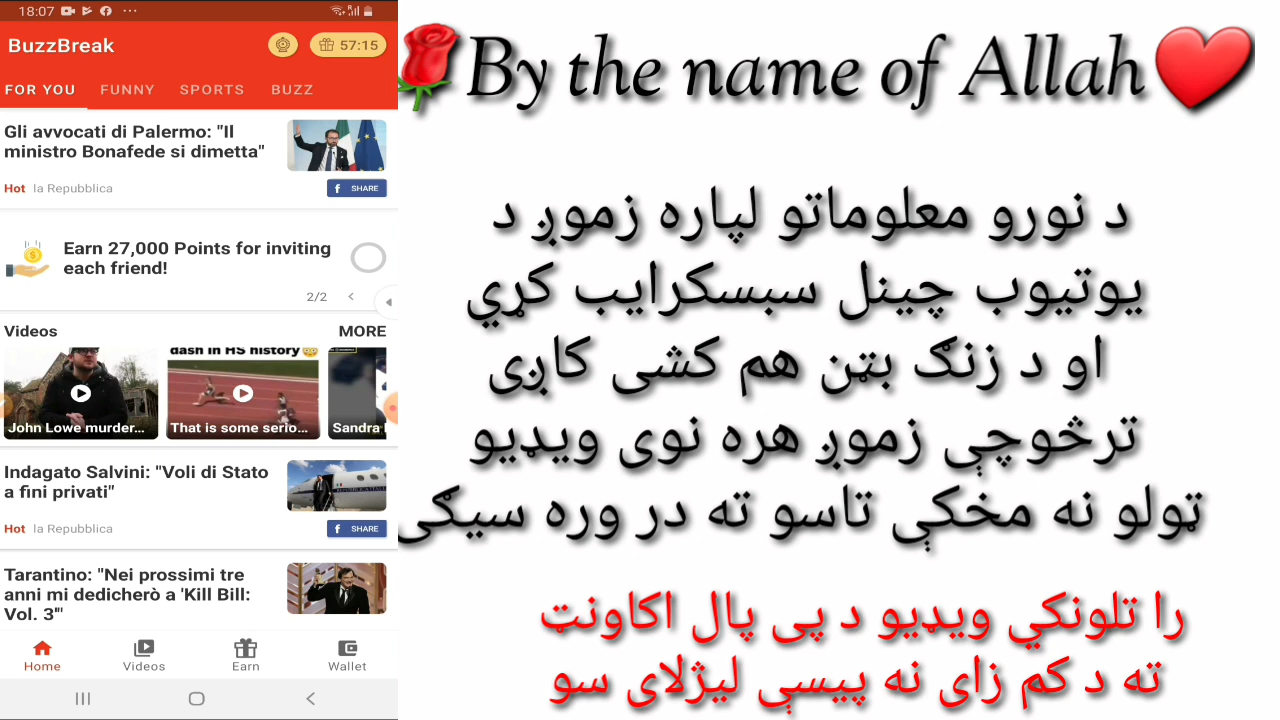 18:07
BuzzBreak
57:15
FOR YOU FUNNY SPORTS BUZZ
Gli avvocati di Palermo: "Il
ministro Bonafede si dimetta"
Hot la Repubblica
f SHARE
Earn 27,000 Points for inviting
each friend!
2/2
Videos MORE
John Lowe murder...
dash in HS history
That is some serio...
Sandra
Indagato Salvini: "Voli di Stato
a fini privati"
Hot la Repubblica
f SHARE
Tarantino: "Nei prossimi tre
anni mi dedicherò a 'Kill Bill:
Vol. 3'"
Home Videos Earn Wallet
By the name of Allah
د نورو معلوماتو لپاره زموږ د
یوتیوب چینل سبسکرایب کړي
او د زنګ بټن هم کشی کاږی
ترڅوچې زموږ هره نوی ویډیو
ټولو نه مخکې تاسو ته در وره سیګی
را تلونکي ویډیو د پی پال اکاونټ
ته د کم زای نه پیسې لیژلای سو